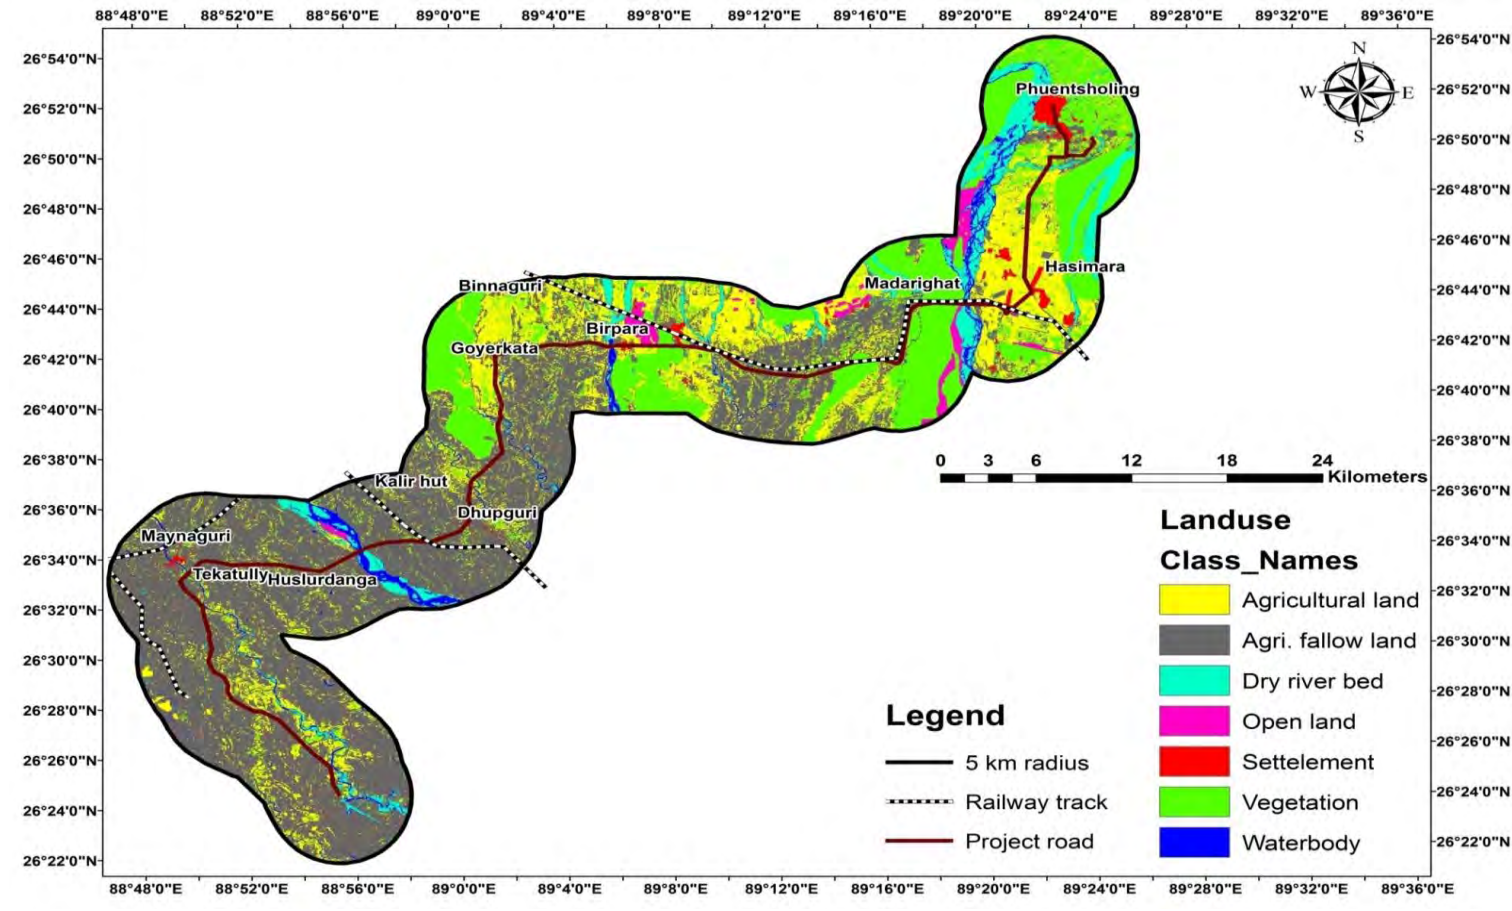 88°48'0"E 88°52'0"E 88°56'0"E 89°0'0"E 89°4'0"E 89°8'0"E 89°12'0"E 89°16'0"E 89°20'0"E 89°24'0"E 89°28'0"E 89°32'0"E 89°36'0"E
26°54'0"N 26°54'0"N
26°52'0"N 26°52'0"N
26°50'0"N 26°50'0"N
26°48'0"N 26°48'0"N
26°46'0"N 26°46'0"N
26°44'0"N 26°44'0"N
26°42'0"N 26°42'0"N
26°40'0"N 26°40'0"N
26°38'0"N 26°38'0"N
26°36'0"N 26°36'0"N
26°34'0"N 26°34'0"N
26°32'0"N 26°32'0"N
26°30'0"N 26°30'0"N
26°28'0"N 26°28'0"N
26°26'0"N 26°26'0"N
26°24'0"N 26°24'0"N
26°22'0"N 26°22'0"N
N
W E
S
Phuentsholing
Hasimara
Madarighat
Binnaguri
Birpara
Goyerkata
Kalir hut
Dhupguri
Maynaguri
Tekatully
Huslurdanga
0 3 6 12 18 24
Kilometers
Landuse
Class_Names
Agricultural land
Agri. fallow land
Dry river bed
Open land
Settelement
Vegetation
Waterbody
Legend
5 km radius
Railway track
Project road
88°48'0"E 88°52'0"E 88°56'0"E 89°0'0"E 89°4'0"E 89°8'0"E 89°12'0"E 89°16'0"E 89°20'0"E 89°24'0"E 89°28'0"E 89°32'0"E 89°36'0"E